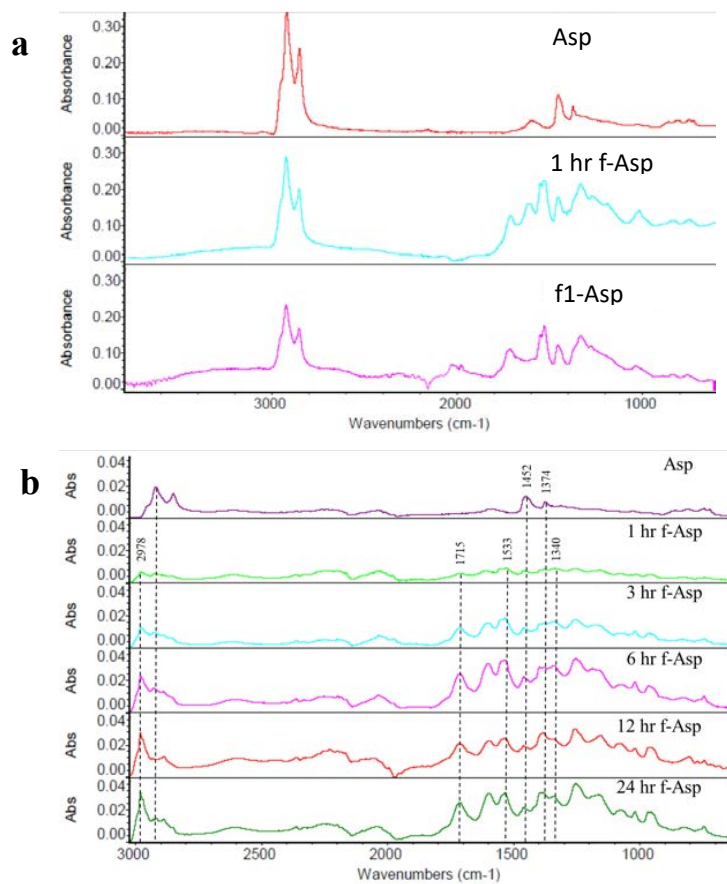 a
Asp
0.30
0.20
0.10
0.00
Absorbance
1 hr f-Asp
0.30
0.20
0.10
0.00
Absorbance
f1-Asp
0.30
0.20
0.10
0.00
Absorbance
3000 2000 1000
Wavenumbers (cm-1)
b
Asp
0.04
0.02
0.00
Abs
1452
1374
1 hr f-Asp
0.04
0.02
0.00
Abs
2978
1715
1533
1340
3 hr f-Asp
0.04
0.02
0.00
Abs
6 hr f-Asp
0.04
0.02
0.00
Abs
12 hr f-Asp
0.04
0.02
0.00
Abs
24 hr f-Asp
0.04
0.02
0.00
Abs
3000 2500 2000 1500 1000
Wavenumbers (cm-1)